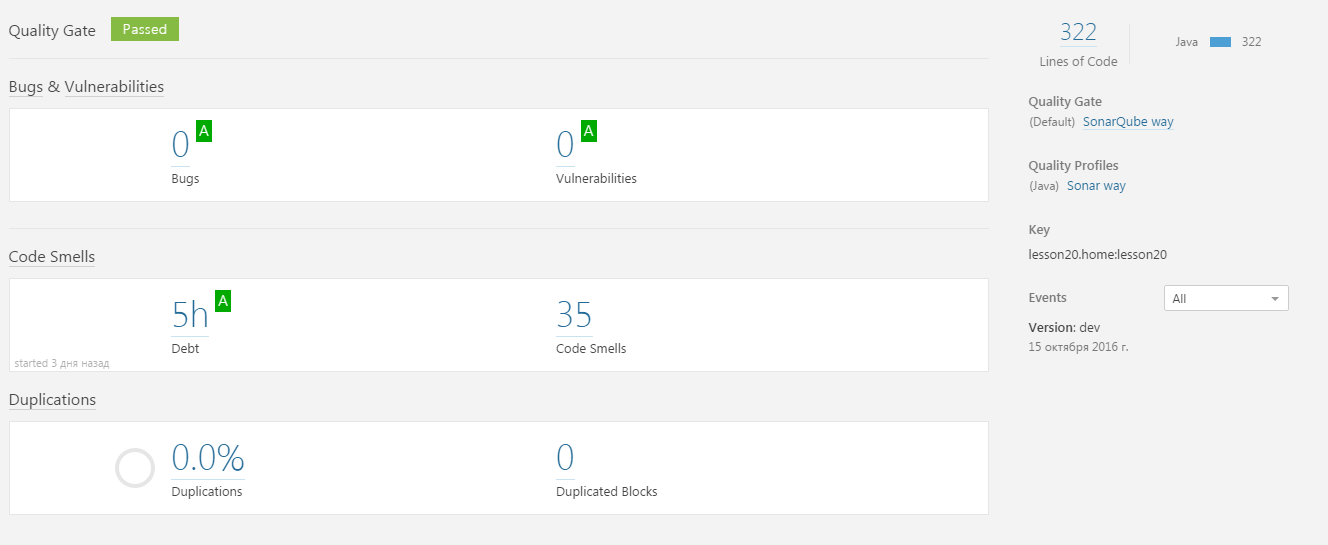 Quality Gate Passed
Bugs & Vulnerabilities
0 A
Bugs
0 A
Vulnerabilities
Code Smells
5h A
Debt
35
Code Smells
started 3 дня назад
Duplications
0.0%
Duplications
0
Duplicated Blocks
322
Lines of Code
Java 322
Quality Gate
(Default) SonarQube way
Quality Profiles
(Java) Sonar way
Key
lesson20.home:lesson20
Events All
Version: dev
15 октября 2016 г.